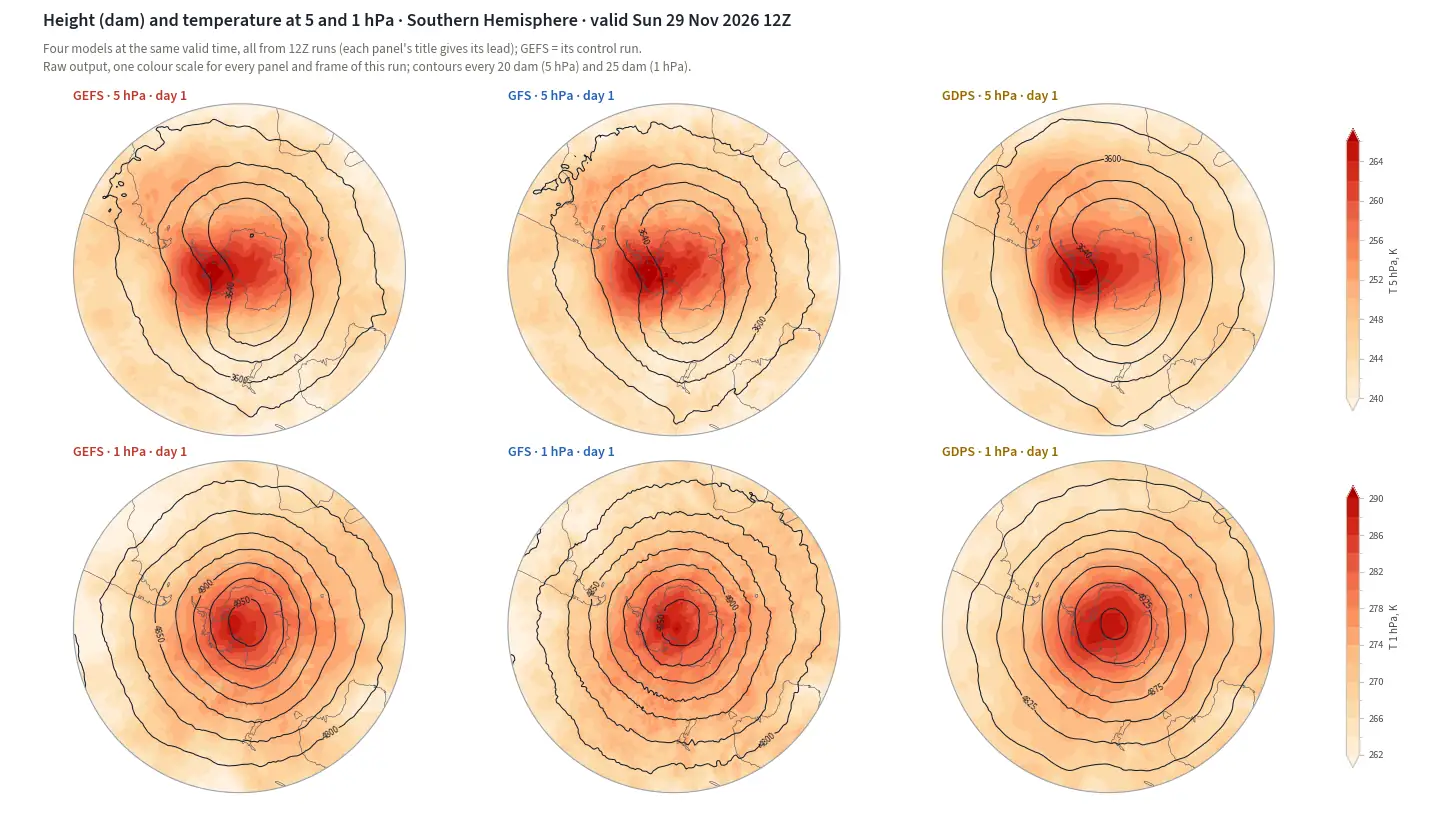 Height (dam) and temperature at 5 and 1 hPa · Southern Hemisphere · valid Sun 29 Nov 2026 12Z
Four models at the same valid time, all from 12Z runs (each panel's title gives its lead); GEFS = its control run.
Raw output, one colour scale for every panel and frame of this run; contours every 20 dam (5 hPa) and 25 dam (1 hPa).
GEFS · 5 hPa · day 1
GFS · 5 hPa · day 1
GDPS · 5 hPa · day 1
3640
3600
3640
3600
3600
3640
264
260
256
252
248
244
240
T 5 hPa, K
GEFS · 1 hPa · day 1
GFS · 1 hPa · day 1
GDPS · 1 hPa · day 1
4900
4950
4850
4800
4850
4900
4950
4800
4925
4875
4825
290
286
282
278
274
270
266
262
T 1 hPa, K